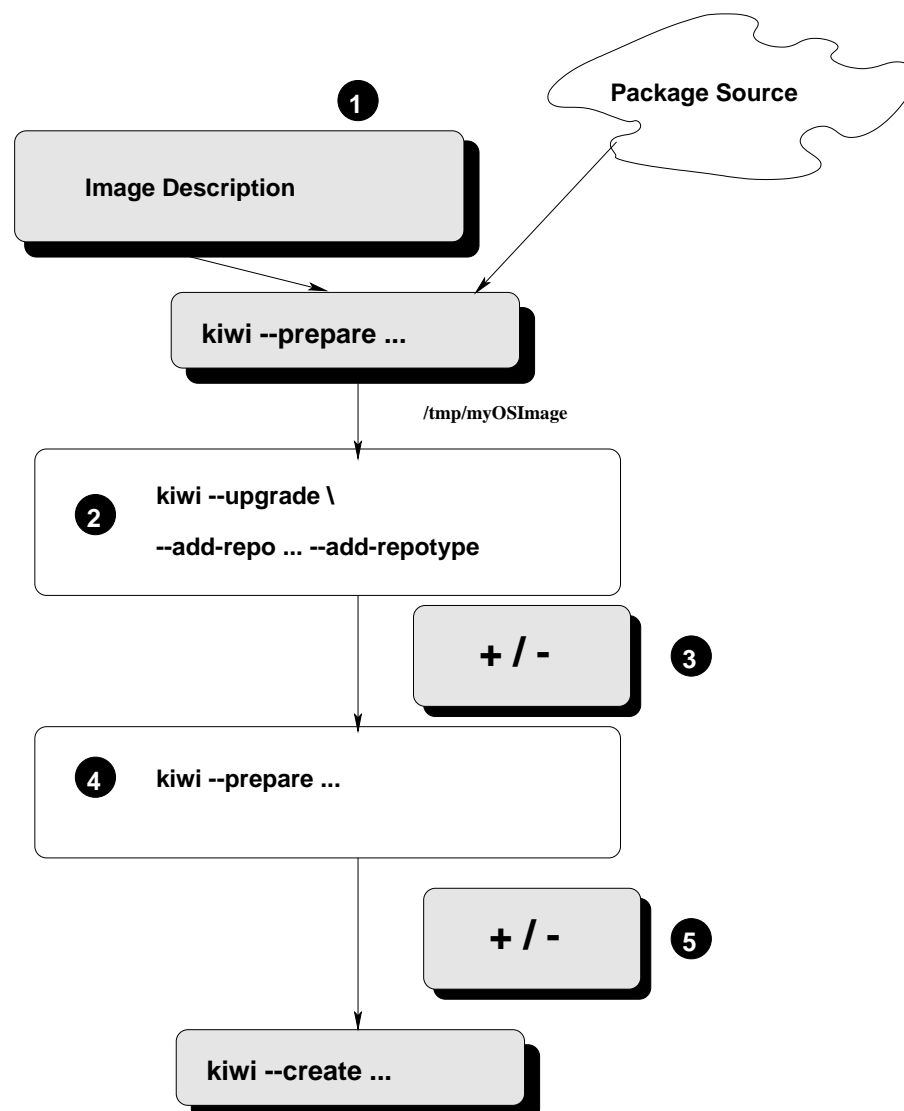 Package Source
1
Image Description
kiwi --prepare ...
/tmp/myOSImage
2
kiwi --upgrade \
--add-repo ... --add-repotype
+ / -
3
4
kiwi --prepare ...
+ / -
5
kiwi --create ...